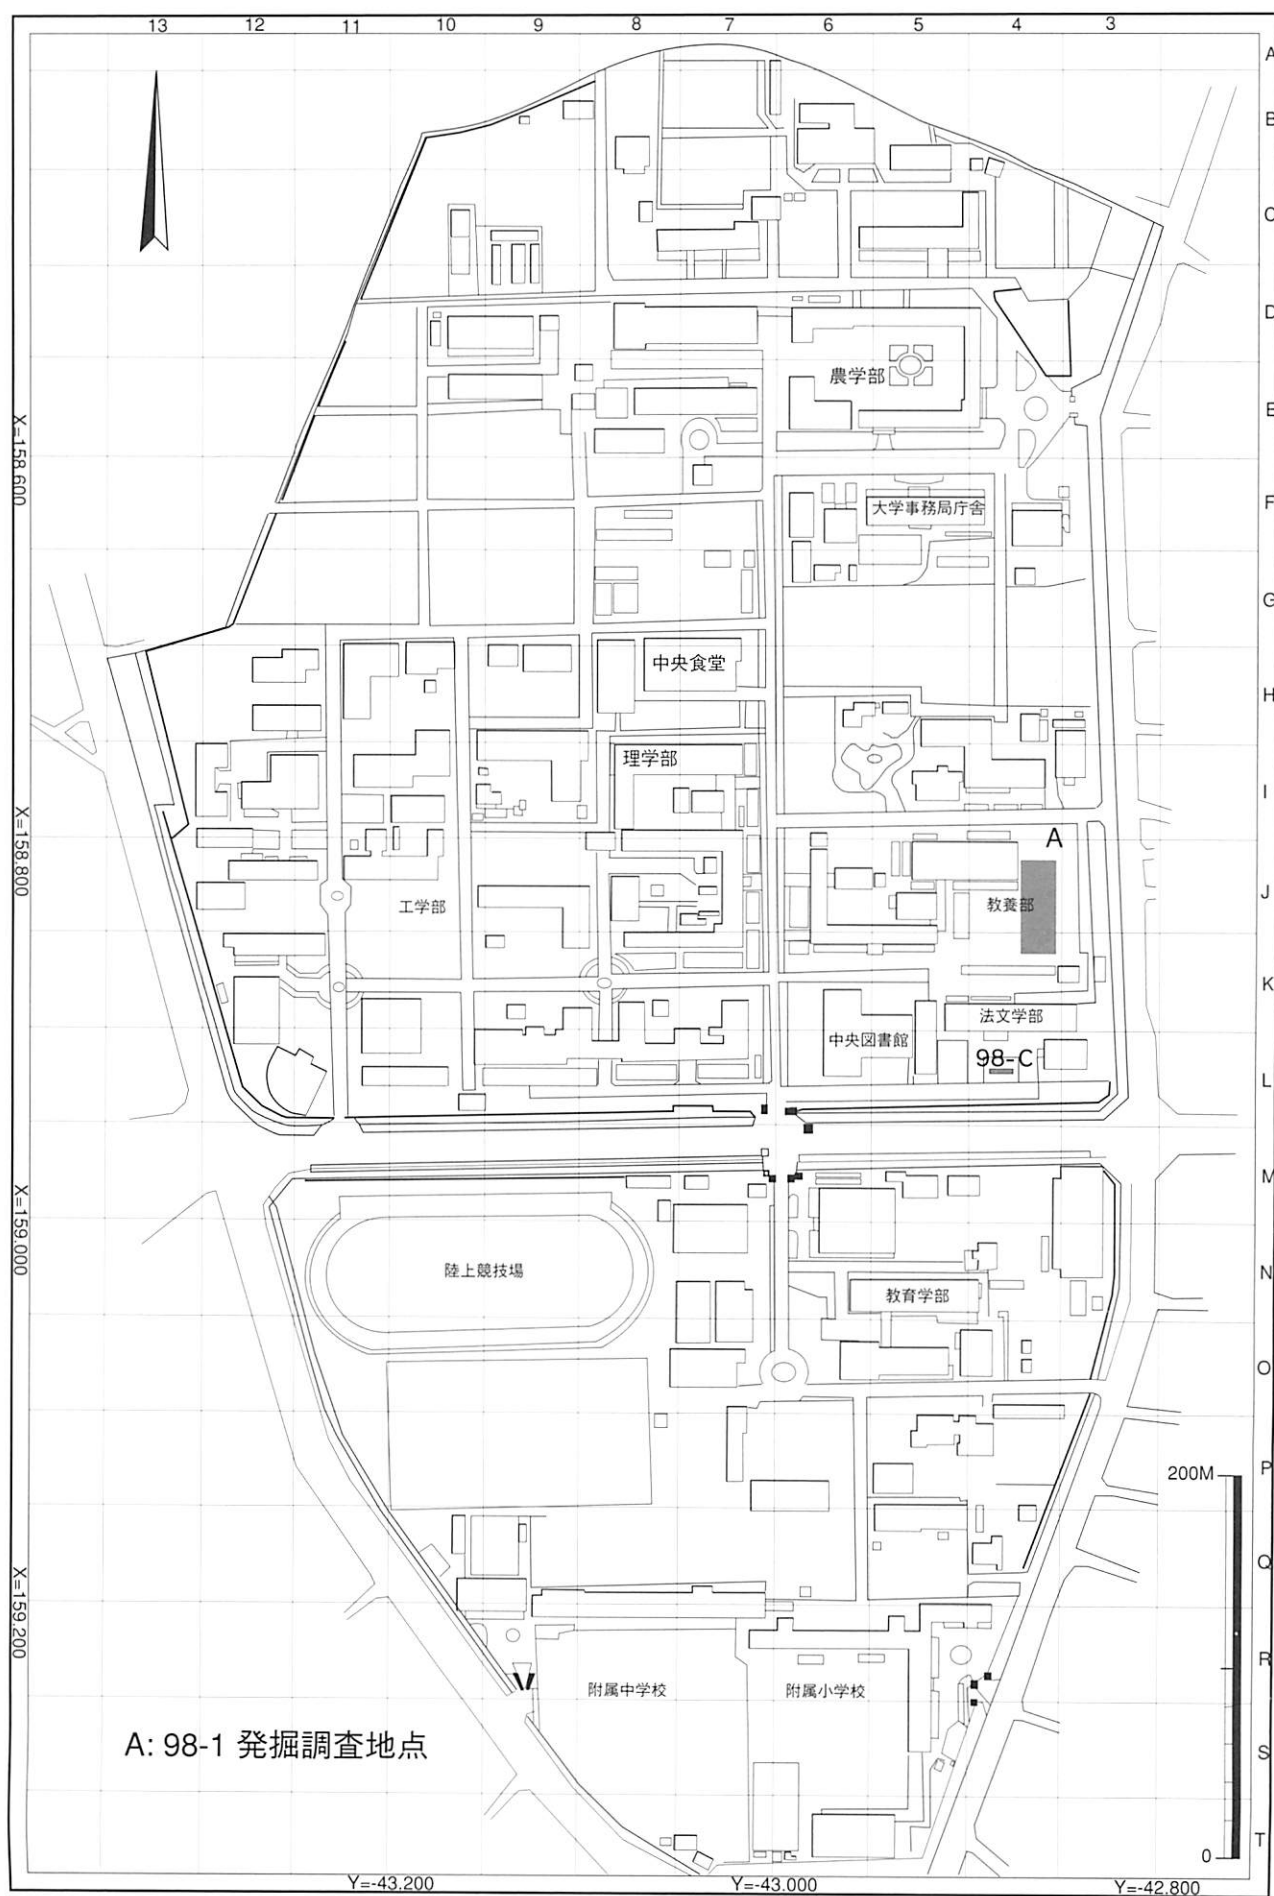 13 12 11 10 9 8 7 6 5 4 3
A
B
C
D
農学部
E
X=158.600
F
大学事務局庁舎
G
中央食堂
H
理学部
I
X=158.800
A
J
工学部
教養部
K
法文学部
中央図書館
98-C
L
M
X=159.000
陸上競技場
N
教育学部
O
P
200M
Q
X=159.200
R
附属中学校
附属小学校
A: 98-1 発掘調査地点
S
T
0
Y=-43.200
Y=-43.000
Y=-42.800